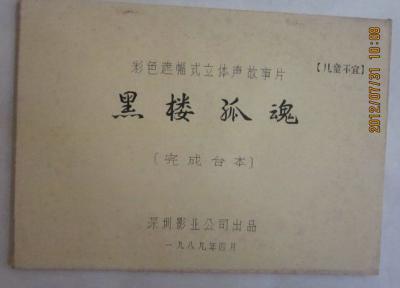 彩色遮幅式立体声故事片
【儿童不宜】
黑楼孤魂
〔完成台本〕
深圳影业公司出品
一九八九年四月
2012/07/31 10:09